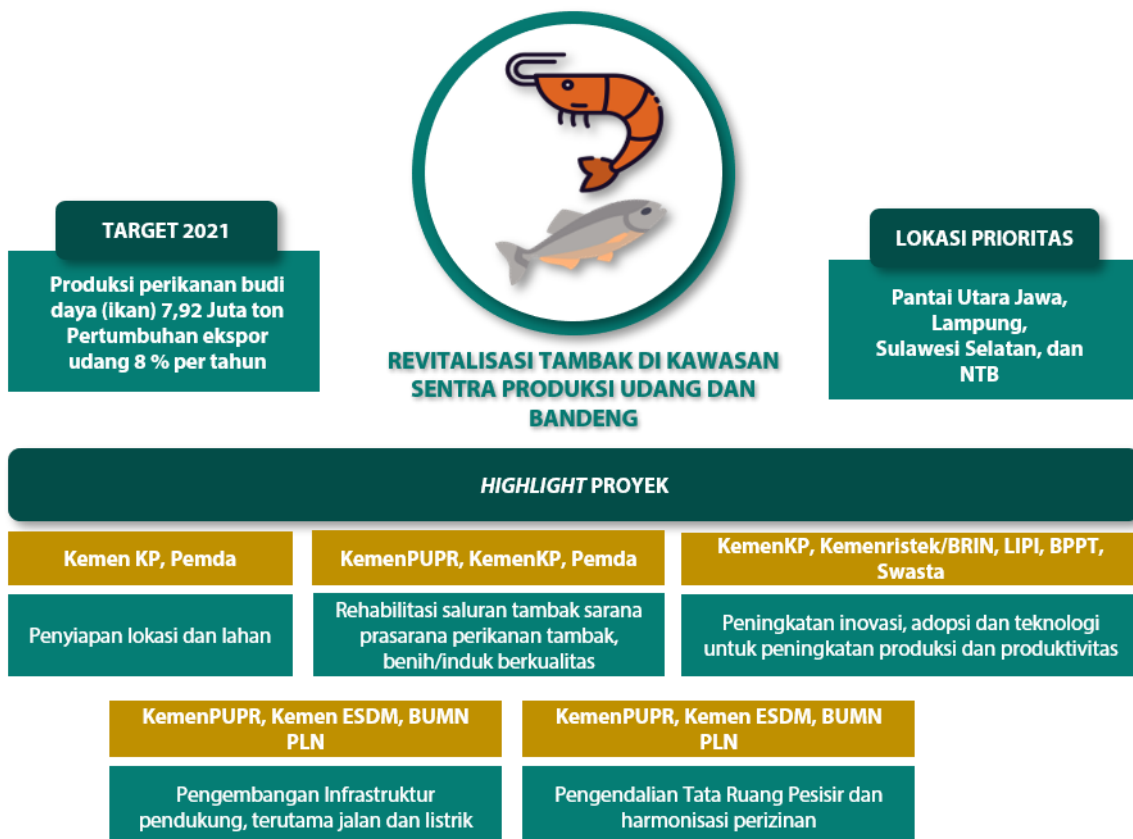 TARGET 2021
Produksi perikanan budi
daya (ikan) 7,92 Juta ton
Pertumbuhan ekspor
udang 8 % per tahun
REVITALISASI TAMBAK DI KAWASAN
SENTRA PRODUKSI UDANG DAN
BANDENG
LOKASI PRIORITAS
Pantai Utara Jawa,
Lampung,
Sulawesi Selatan, dan
NTB
HIGHLIGHT PROYEK
Kemen KP, Pemda
Penyiapan lokasi dan lahan
KemenPUPR, KemenKP, Pemda
Rehabilitasi saluran tambak sarana
prasarana perikanan tambak,
benih/induk berkualitas
KemenKP, Kemenristek/BRIN, LIPI, BPPT,
Swasta
Peningkatan inovasi, adopsi dan teknologi
untuk peningkatan produksi dan produktivitas
KemenPUPR, Kemen ESDM, BUMN
PLN
Pengembangan Infrastruktur
pendukung, terutama jalan dan listrik
KemenPUPR, Kemen ESDM, BUMN
PLN
Pengendalian Tata Ruang Pesisir dan
harmonisasi perizinan